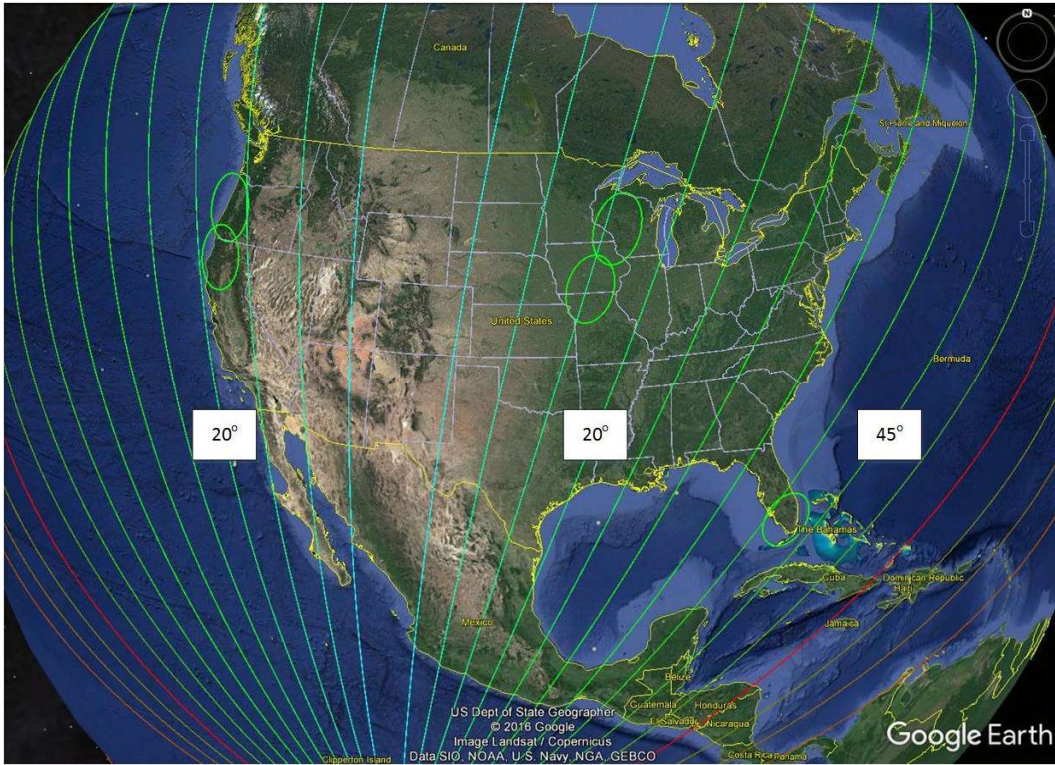 N
Canada
St Pierre and Miquelon
United States
Bermuda
20°
20°
45°
The Bahamas
Cuba
Dominican Republic
Haiti
Jamaica
Mexico
Belize
Guatemala
Honduras
El Salvador
Nicaragua
US Dept of State Geographer
© 2016 Google
Image Landsat / Copernicus
Data SIO, NOAA, U.S. Navy, NGA, GEBCO
Google Earth
Clipperton Island
Costa Rica
Panama